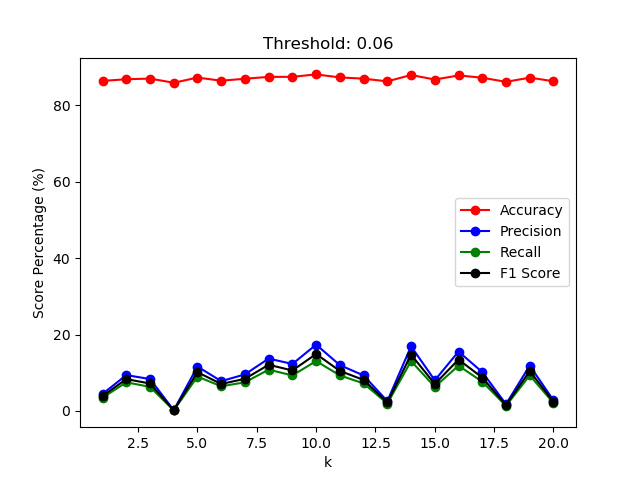 Threshold: 0.06
Score Percentage (%)
80
60
40
20
0
Accuracy
Precision
Recall
F1 Score
2.5 5.0 7.5 10.0 12.5 15.0 17.5 20.0
k